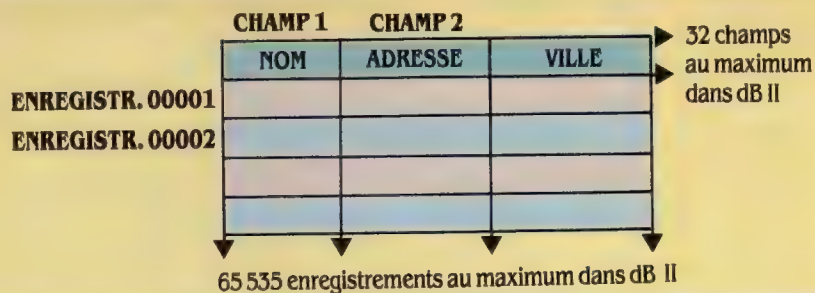 CHAMP 1 CHAMP 2
NOM ADRESSE VILLE
32 champs
au maximum
dans dB II
ENREGISTR. 00001
ENREGISTR. 00002
65 535 enregistrements au maximum dans dB II